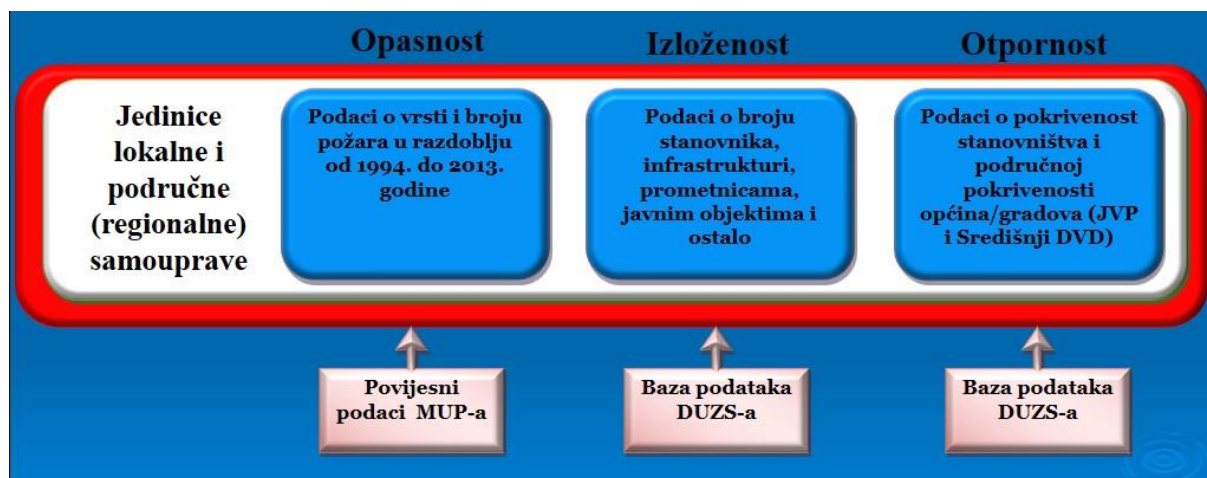 Opasnost
Izloženost
Otpornost
Jedinice
lokalne i
područne
(regionalne)
samouprave
Podaci o vrsti i broju
požara u razdoblju
od 1994. do 2013.
godine
Podaci o broju
stanovnika,
infrastrukturi,
prometnicama,
javnim objektima i
ostalo
Podaci o pokrivenost
stanovništva i
područnoj
pokrivenosti
općina/gradova (JVP
i Središnji DVD)
Povijesni
podaci MUP-a
Baza podataka
DUZS-a
Baza podataka
DUZS-a